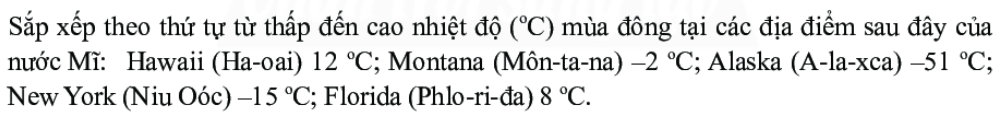 Sắp xếp theo thứ tự từ thấp đến cao nhiệt độ (°C) mùa đông tại các địa điểm sau đây của
nước Mĩ: Hawaii (Ha-oai) 12 °C; Montana (Môn-ta-na) –2 °C; Alaska (A-la-xca) –51 °C;
New York (Niu Oóc) –15 °C; Florida (Phlo-ri-đa) 8 °C.